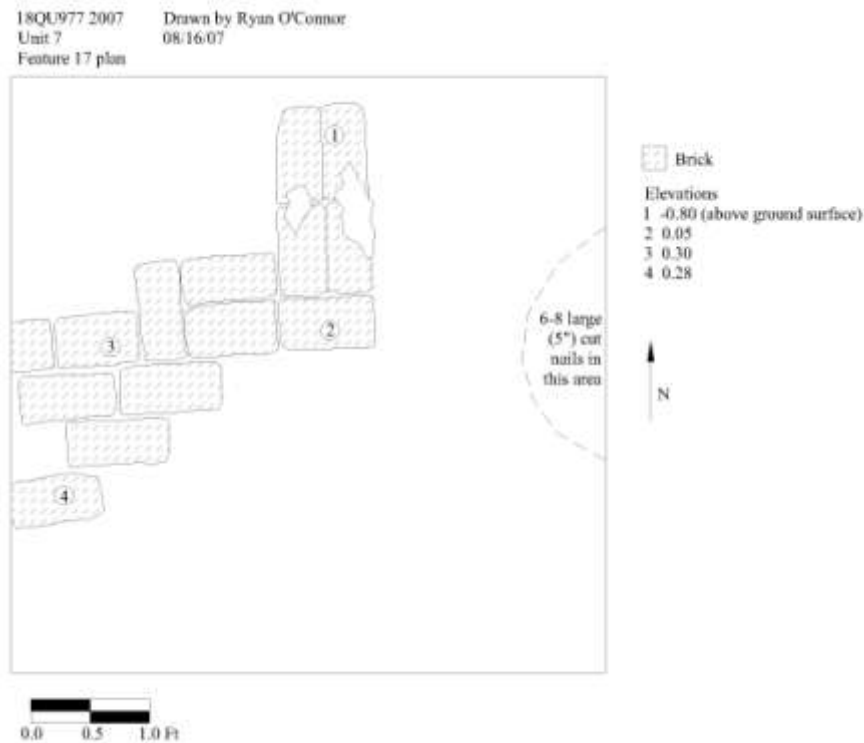 18QU977 2007 Drawn by Ryan O'Connor
Unit 7 08/16/07
Feature 17 plan
1
2
3
4
6-8 large
(5") cut
nails in
this area
Brick
Elevations
1 -0.80 (above ground surface)
2 0.05
3 0.30
4 0.28
N
0.0 0.5 1.0 Ft